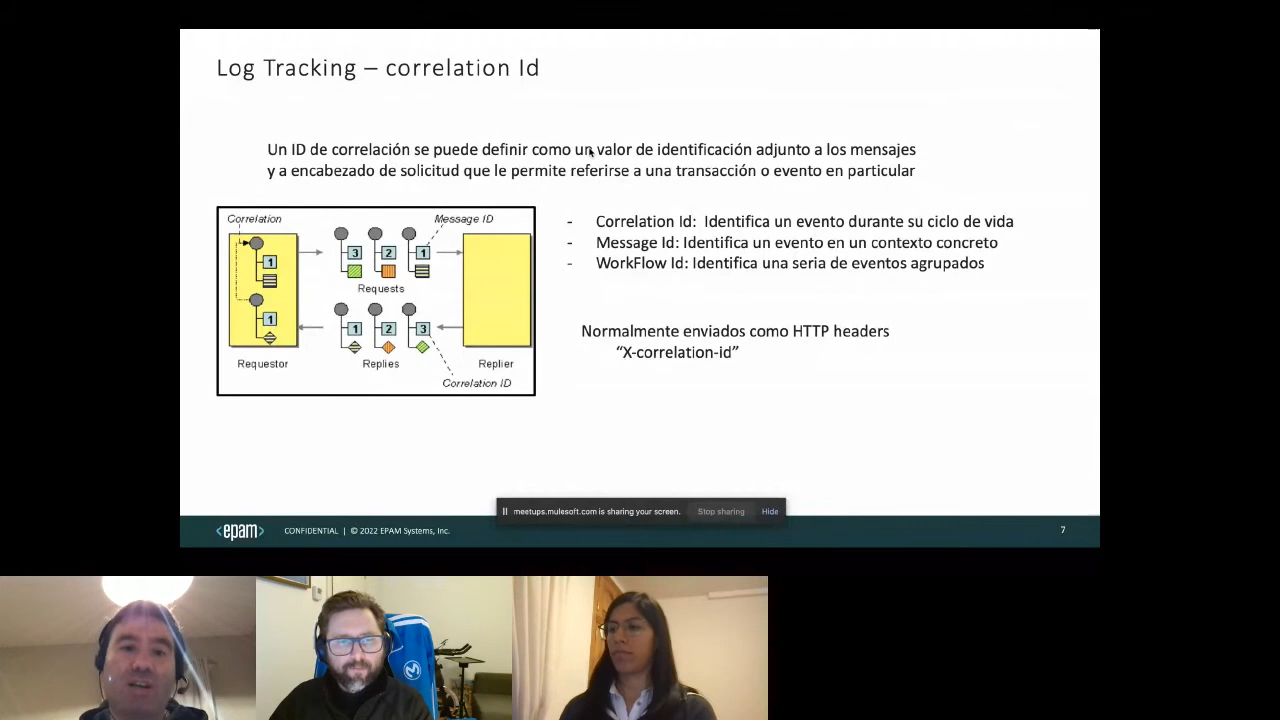 Log Tracking – correlation Id
Un ID de correlación se puede definir como un valor de identificación adjunto a los mensajes
y a encabezado de solicitud que le permite referirse a una transacción o evento en particular
Correlation
Message ID
1
3
2
1
Requests
1
1
2
3
Requestor
Replies
Replier
Correlation ID
- Correlation Id: Identifica un evento durante su ciclo de vida
- Message Id: Identifica un evento en un contexto concreto
- WorkFlow Id: Identifica una seria de eventos agrupados
Normalmente enviados como HTTP headers
“X-correlation-id”
meetups.mulesoft.com is sharing your screen. Stop sharing Hide
<epam> CONFIDENTIAL | © 2022 EPAM Systems, Inc. 7